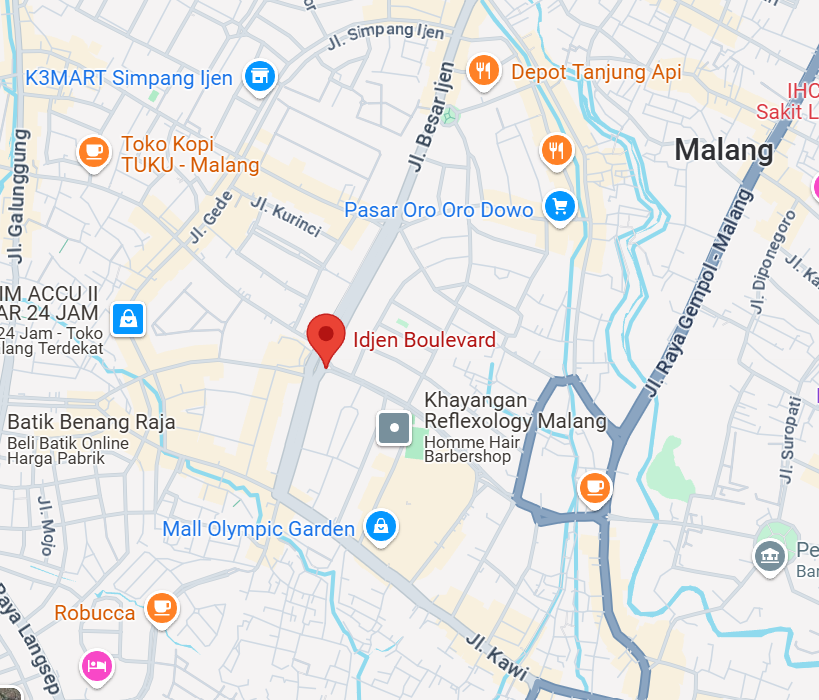 or
Jl. Simpang Ijen
K3MART Simpang Ijen
Depot Tanjung Api
Jl. Besar Ijen
IHC
Sakit L
Malang
Toko Kopi
TUKU - Malang
Jl. Galunggung
Jl. Gede
Jl. Kurinci
Pasar Oro Oro Dowo
Jl. Raya Gempol - Malang
Jl. Diponegoro
Jl. Ka
IM ACCU II
AR 24 JAM
24 Jam - Toko
lang Terdekat
Idjen Boulevard
Khayangan
Reflexology Malang
Homme Hair
Barbershop
Batik Benang Raja
Beli Batik Online
Harga Pabrik
Jl. Suropati
Jl. Mojo
Mall Olympic Garden
Pe
Bar
Raya Langsep
Robucca
Jl. Kawi